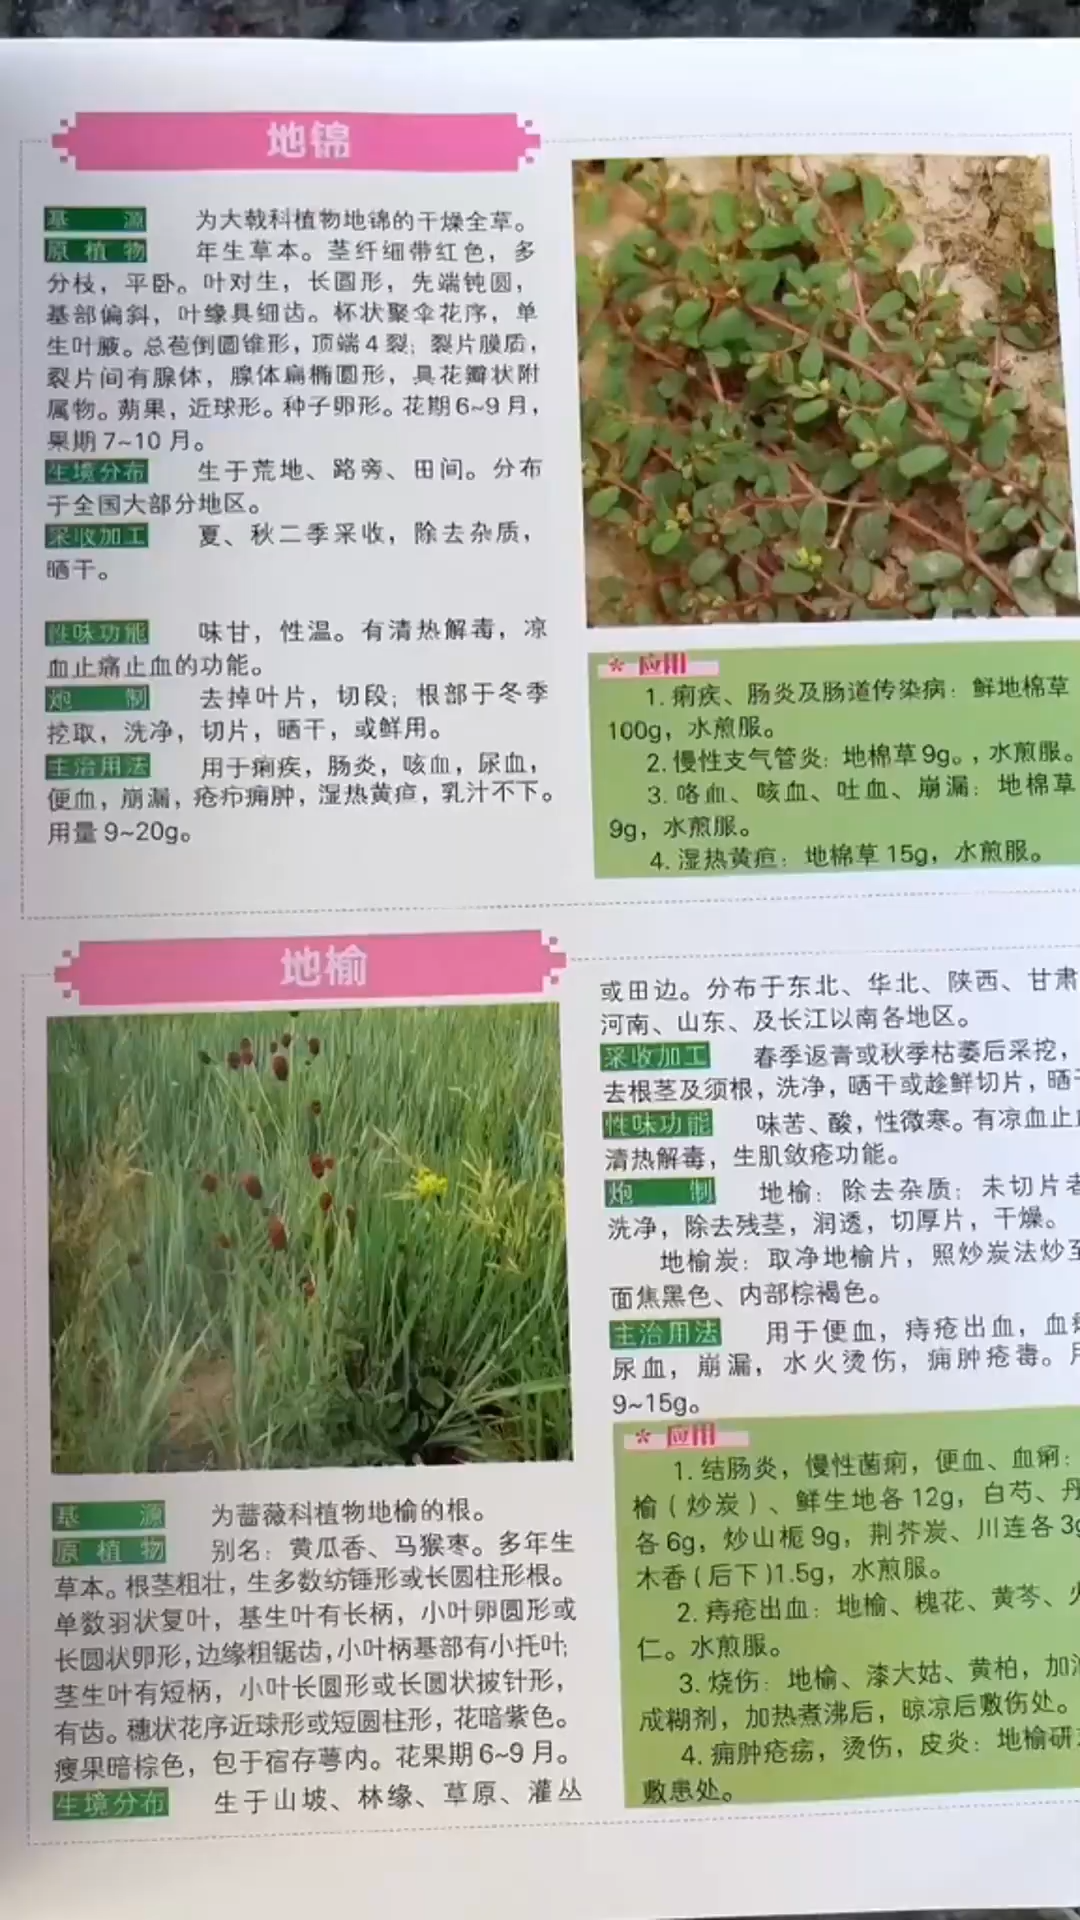 地锦
基 源 为大戟科植物地锦的干燥全草。
原植物 年生草本。茎纤细带红色，多
分枝，平卧。叶对生，长圆形，先端钝圆，
基部偏斜，叶缘具细齿。杯状聚伞花序，单
生叶腋。总苞倒圆锥形，顶端4裂；裂片膜质，
裂片间有腺体，腺体扁椭圆形，具花瓣状附
属物。蒴果，近球形。种子卵形。花期6~9月，
果期7~10月。
生境分布 生于荒地、路旁、田间。分布
于全国大部分地区。
采收加工 夏、秋二季采收，除去杂质，
晒干。
性味功能 味甘，性温。有清热解毒，凉
血止痛止血的功能。
炮 制 去掉叶片，切段；根部于冬季
挖取，洗净，切片，晒干，或鲜用。
主治用法 用于痢疾，肠炎，咳血，尿血，
便血，崩漏，疮疖痈肿，湿热黄疸，乳汁不下。
用量9~20g。
* 应用
1. 痢疾、肠炎及肠道传染病：鲜地棉草
100g，水煎服。
2. 慢性支气管炎：地棉草9g。，水煎服。
3. 咯血、咳血、吐血、崩漏：地棉草
9g，水煎服。
4. 湿热黄疸：地棉草15g，水煎服。
地榆
基 源 为蔷薇科植物地榆的根。
原植物 别名：黄瓜香、马猴枣。多年生
草本。根茎粗壮，生多数纺锤形或长圆柱形根。
单数羽状复叶，基生叶有长柄，小叶卵圆形或
长圆状卵形，边缘粗锯齿，小叶柄基部有小托叶；
茎生叶有短柄，小叶长圆形或长圆状披针形，
有齿。穗状花序近球形或短圆柱形，花暗紫色。
瘦果暗棕色，包于宿存萼内。花果期6~9月。
生境分布 生于山坡、林缘、草原、灌丛
或田边。分布于东北、华北、陕西、甘肃
河南、山东、及长江以南各地区。
采收加工 春季返青或秋季枯萎后采挖，
去根茎及须根，洗净，晒干或趁鲜切片，晒
性味功能 味苦、酸，性微寒。有凉血止
清热解毒，生肌敛疮功能。
炮 制 地榆：除去杂质；未切片
洗净，除去残茎，润透，切厚片，干燥。
地榆炭：取净地榆片，照炒炭法炒至
面焦黑色、内部棕褐色。
主治用法 用于便血，痔疮出血，血
尿血，崩漏，水火烫伤，痈肿疮毒。
9~15g。
* 应用
1. 结肠炎，慢性菌痢，便血、血痢：
榆（炒炭）、鲜生地各12g，白芍、丹
各6g，炒山栀9g，荆芥炭、川连各3g
木香（后下）1.5g，水煎服。
2. 痔疮出血：地榆、槐花、黄芩、火
仁。水煎服。
3. 烧伤：地榆、漆大姑、黄柏，加
成糊剂，加热煮沸后，晾凉后敷伤处。
4. 痈肿疮疡，烫伤，皮炎：地榆研
敷患处。